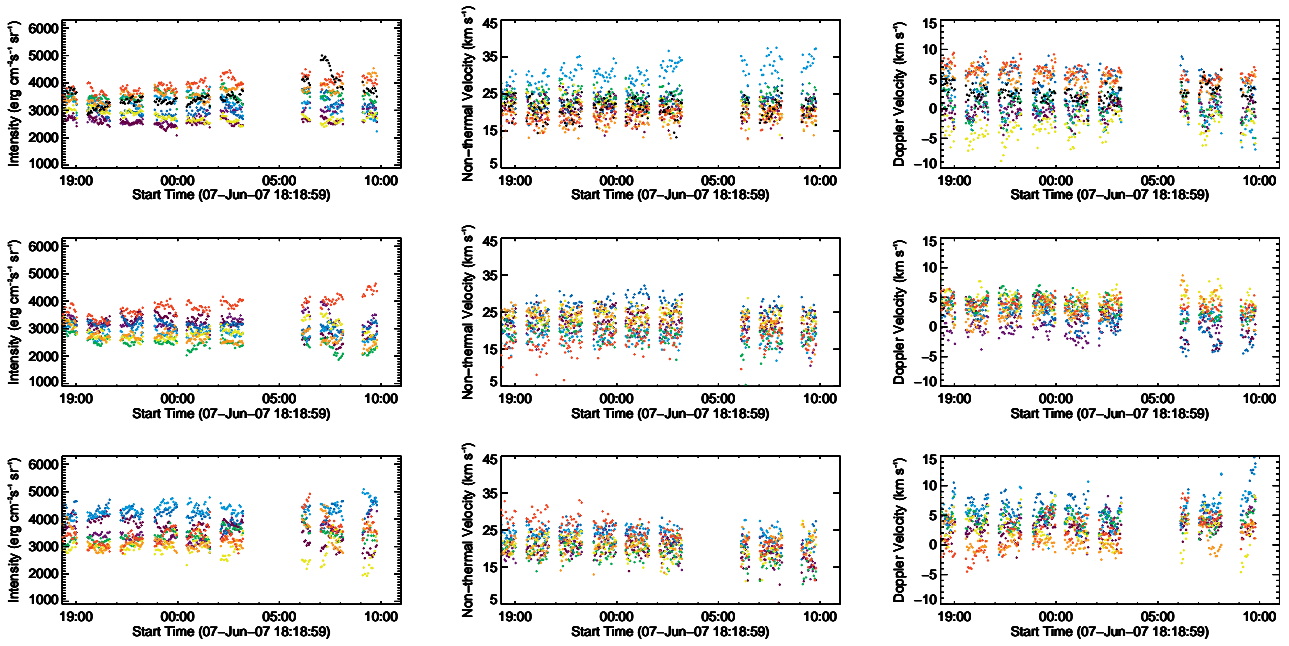 Intensity (erg cm⁻²s⁻¹ sr⁻¹)
6000
5000
4000
3000
2000
1000
19:00 00:00 05:00 10:00
Start Time (07-Jun-07 18:18:59)
Non-thermal Velocity (km s⁻¹)
45
35
25
15
5
19:00 00:00 05:00 10:00
Start Time (07-Jun-07 18:18:59)
Doppler Velocity (km s⁻¹)
15
10
5
0
-5
-10
19:00 00:00 05:00 10:00
Start Time (07-Jun-07 18:18:59)
Intensity (erg cm⁻²s⁻¹ sr⁻¹)
6000
5000
4000
3000
2000
1000
19:00 00:00 05:00 10:00
Start Time (07-Jun-07 18:18:59)
Non-thermal Velocity (km s⁻¹)
45
35
25
15
5
19:00 00:00 05:00 10:00
Start Time (07-Jun-07 18:18:59)
Doppler Velocity (km s⁻¹)
15
10
5
0
-5
-10
19:00 00:00 05:00 10:00
Start Time (07-Jun-07 18:18:59)
Intensity (erg cm⁻²s⁻¹ sr⁻¹)
6000
5000
4000
3000
2000
1000
19:00 00:00 05:00 10:00
Start Time (07-Jun-07 18:18:59)
Non-thermal Velocity (km s⁻¹)
45
35
25
15
5
19:00 00:00 05:00 10:00
Start Time (07-Jun-07 18:18:59)
Doppler Velocity (km s⁻¹)
15
10
5
0
-5
-10
19:00 00:00 05:00 10:00
Start Time (07-Jun-07 18:18:59)